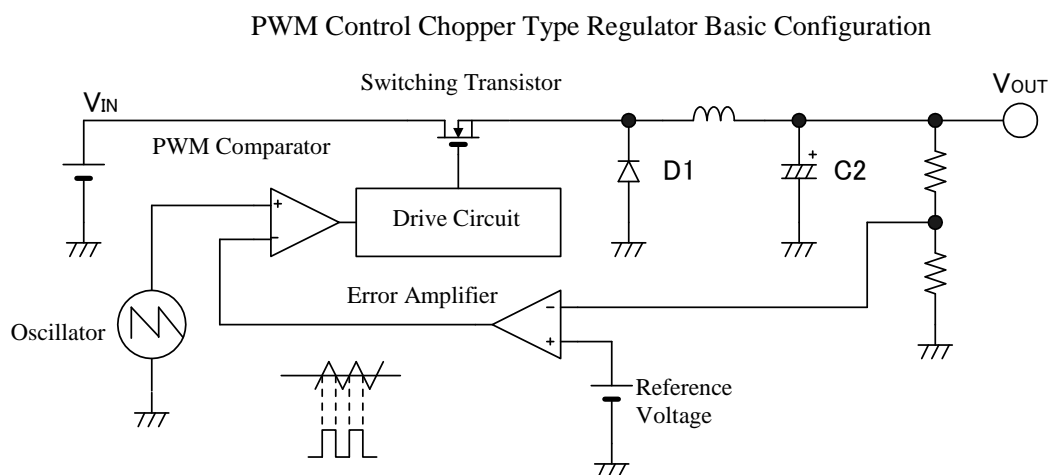 PWM Control Chopper Type Regulator Basic Configuration
Switching Transistor
VIN
VOUT
PWM Comparator
+
D1
C2
+
−
Drive Circuit
Error Amplifier
−
+
Oscillator
Reference
Voltage